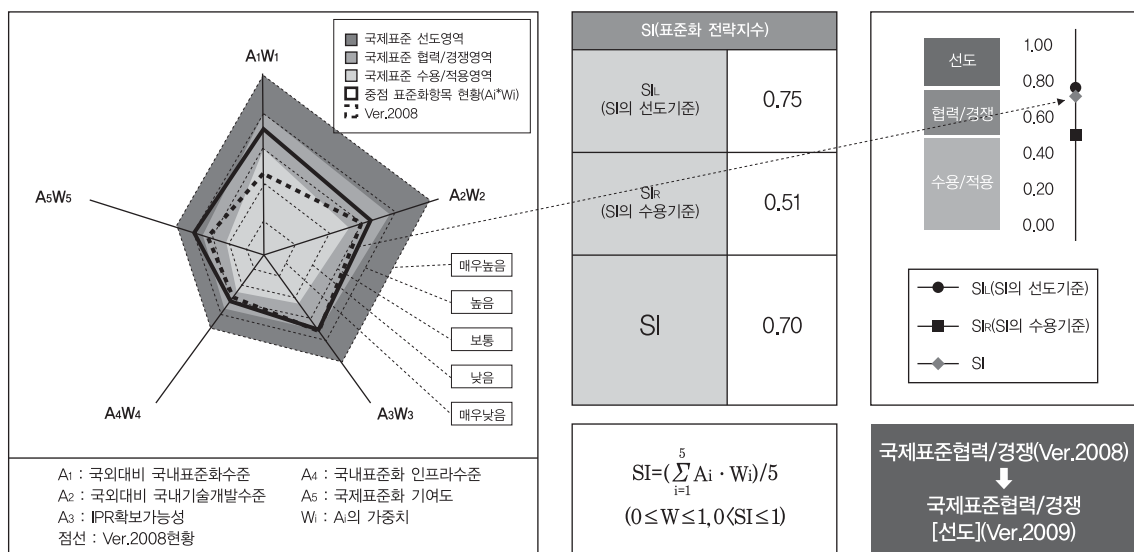 국제표준 선도영역
국제표준 협력/경쟁영역
국제표준 수용/적용영역
중점 표준화항목 현황(Ai*Wi)
Ver.2008
A1W1
A2W2
A3W3
A4W4
A5W5
매우높음
높음
보통
낮음
매우낮음
A1 : 국외대비 국내표준화수준
A2 : 국외대비 국내기술개발수준
A3 : IPR확보가능성
점선 : Ver.2008현황
A4 : 국내표준화 인프라수준
A5 : 국제표준화 기여도
Wi : Ai의 가중치
SI(표준화 전략지수)
SIL
(SI의 선도기준)
0.75
SIR
(SI의 수용기준)
0.51
SI
0.70
SI=(5∑i=1 Ai · Wi)/5
(0≤W≤1, 0〈SI≤1)
선도
협력/경쟁
수용/적용
1.00
0.80
0.60
0.40
0.20
0.00
SIL(SI의 선도기준)
SIR(SI의 수용기준)
SI
국제표준협력/경쟁(Ver.2008)
국제표준협력/경쟁
[선도](Ver.2009)